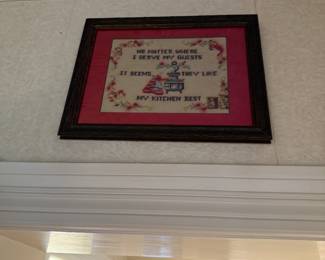 NO MATTER WHERE
I SERVE MY GUESTS
IT SEEMS THEY LIKE
MY KITCHEN BEST